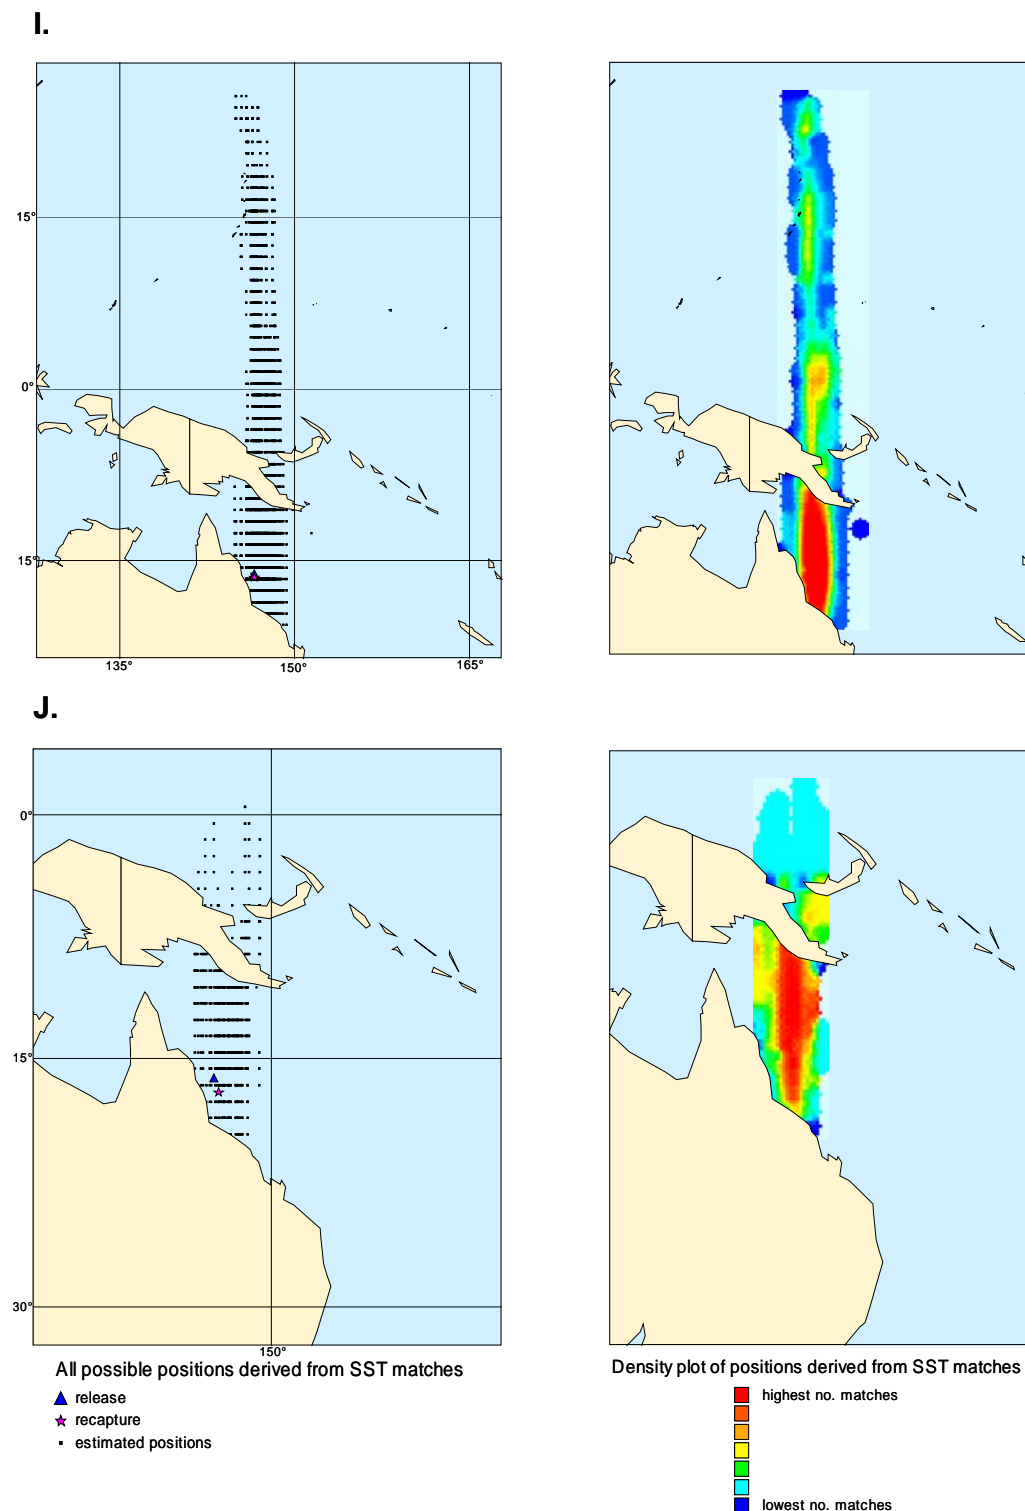 I.
15°
0°
15°
135°
150°
165°
J.
0°
15°
30°
150°
All possible positions derived from SST matches
release
recapture
estimated positions
Density plot of positions derived from SST matches
highest no. matches
lowest no. matches